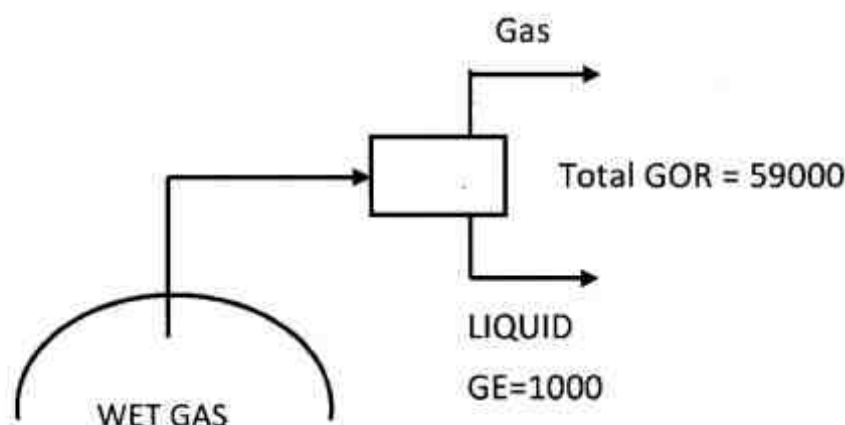 Gas
Total GOR = 59000
LIQUID
GE=1000
WET GAS